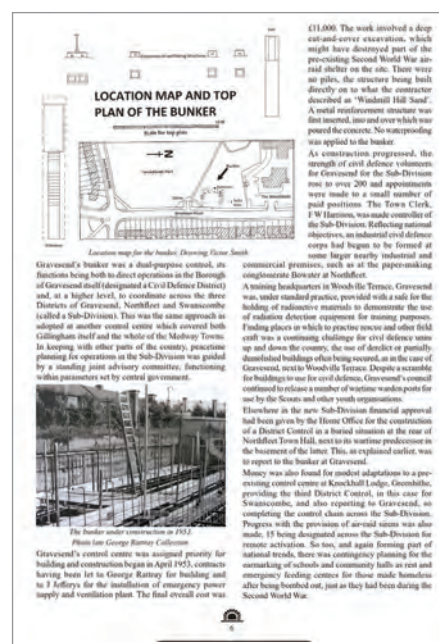 LOCATION MAP AND TOP
PLAN OF THE BUNKER
N
Location map for the bunker. Drawing Victor Smith
Gravesend's bunker was a dual-purpose control, its
functions being both to direct operations in the Borough
of Gravesend itself (designated a Civil Defence District)
and, at a higher level, to coordinate across the three
Districts of Gravesend, Northfleet and Swanscombe
(called a Sub-Division). This was the same approach as
adopted at another control centre which covered both
Gillingham itself and the whole of the Medway Towns.
In keeping with other parts of the country, peacetime
planning for operations in the Sub-Division was guided
by a standing joint advisory committee, functioning
within parameters set by central government.
The bunker under construction in 1953.
Photo late George Rattray Collection
Gravesend's control centre was assigned priority for
building and construction began in April 1953, contracts
having been let to George Rattray for building and
to J Jefferys for the installation of emergency power
supply and ventilation plant. The final overall cost was
£11,000. The work involved a deep
cut-and-cover excavation, which
might have destroyed part of the
pre-existing Second World War air-
raid shelter on the site. There were
no piles, the structure being built
directly on to what the contractor
described as 'Windmill Hill Sand'.
A metal reinforcement structure was
first inserted, into and over which was
poured the concrete. No waterproofing
was applied to the bunker.
As construction progressed, the
strength of civil defence volunteers
for Gravesend for the Sub-Division
rose to over 200 and appointments
were made to a small number of
paid positions. The Town Clerk,
F W Harrison, was made controller of
the Sub-Division. Reflecting national
objectives, an industrial civil defence
corps had begun to be formed at
some larger nearby industrial and
commercial premises, such as at the paper-making
conglomerate Bowater at Northfleet.
A training headquarters in Woodville Terrace, Gravesend
was, under standard practice, provided with a safe for the
holding of radioactive materials to demonstrate the use
of radiation detection equipment for training purposes.
Finding places in which to practise rescue and other field
craft was a continuing challenge for civil defence units
up and down the country, the use of derelict or partially-
demolished buildings often being secured, as in the case of
Gravesend, next to Woodville Terrace. Despite a scramble
for buildings to use for civil defence, Gravesend's council
continued to release a number of wartime warden posts for
use by the Scouts and other youth organisations.
Elsewhere in the new Sub-Division financial approval
had been given by the Home Office for the construction
of a District Control in a buried situation at the rear of
Northfleet Town Hall, next to its wartime predecessor in
the basement of the latter. This, as explained earlier, was
to report to the bunker at Gravesend.
Money was also found for modest adaptations to a pre-
existing control centre at Knockhall Lodge, Greenhithe,
providing the third District Control, in this case for
Swanscombe, and also reporting to Gravesend, so
completing the control chain across the Sub-Division.
Progress with the provision of air-raid sirens was also
made, 15 being designated across the Sub-Division for
remote activation. So too, and again forming part of
national trends, there was contingency planning for the
earmarking of schools and community halls as rest and
emergency feeding centres for those made homeless
after being bombed out, just as they had been during the
Second World War.
6